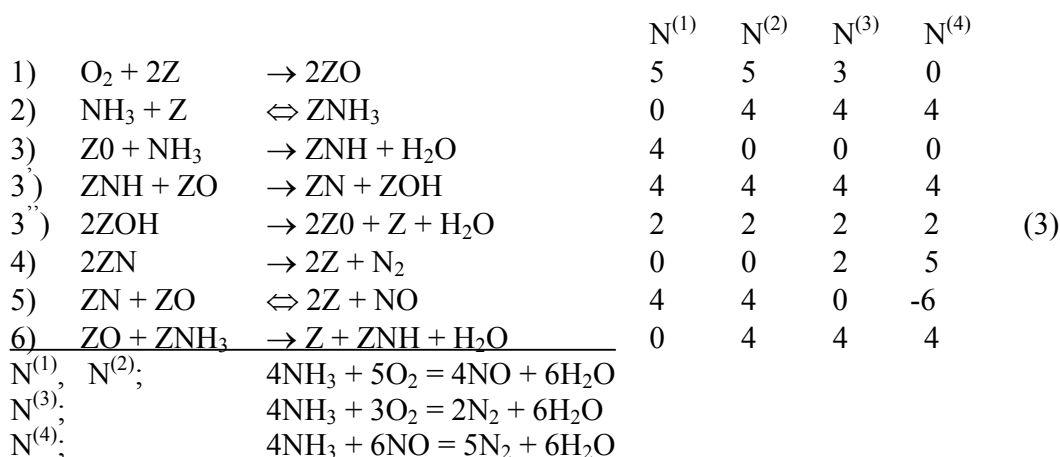 N⁽¹⁾ N⁽²⁾ N⁽³⁾ N⁽⁴⁾
1) O₂ + 2Z → 2ZO 5 5 3 0
2) NH₃ + Z ⇔ ZNH₃ 0 4 4 4
3) Z0 + NH₃ → ZNH + H₂O 4 0 0 0
3') ZNH + ZO → ZN + ZOH 4 4 4 4
3'') 2ZOH → 2Z0 + Z + H₂O 2 2 2 2 (3)
4) 2ZN → 2Z + N₂ 0 0 2 5
5) ZN + ZO ⇔ 2Z + NO 4 4 0 -6
6) ZO + ZNH₃ → Z + ZNH + H₂O 0 4 4 4
N⁽¹⁾, N⁽²⁾; 4NH₃ + 5O₂ = 4NO + 6H₂O
N⁽³⁾; 4NH₃ + 3O₂ = 2N₂ + 6H₂O
N⁽⁴⁾; 4NH₃ + 6NO = 5N₂ + 6H₂O